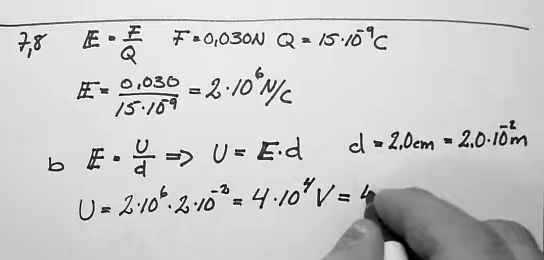 7,8 E = F/Q F = 0,030N Q = 15·10⁻⁹C
E = 0,030/15·10⁻⁹ = 2·10⁶ N/C
b E = U/d => U = E·d d = 2,0cm = 2,0·10⁻²m
U = 2·10⁶·2·10⁻² = 4·10⁴ V = 4